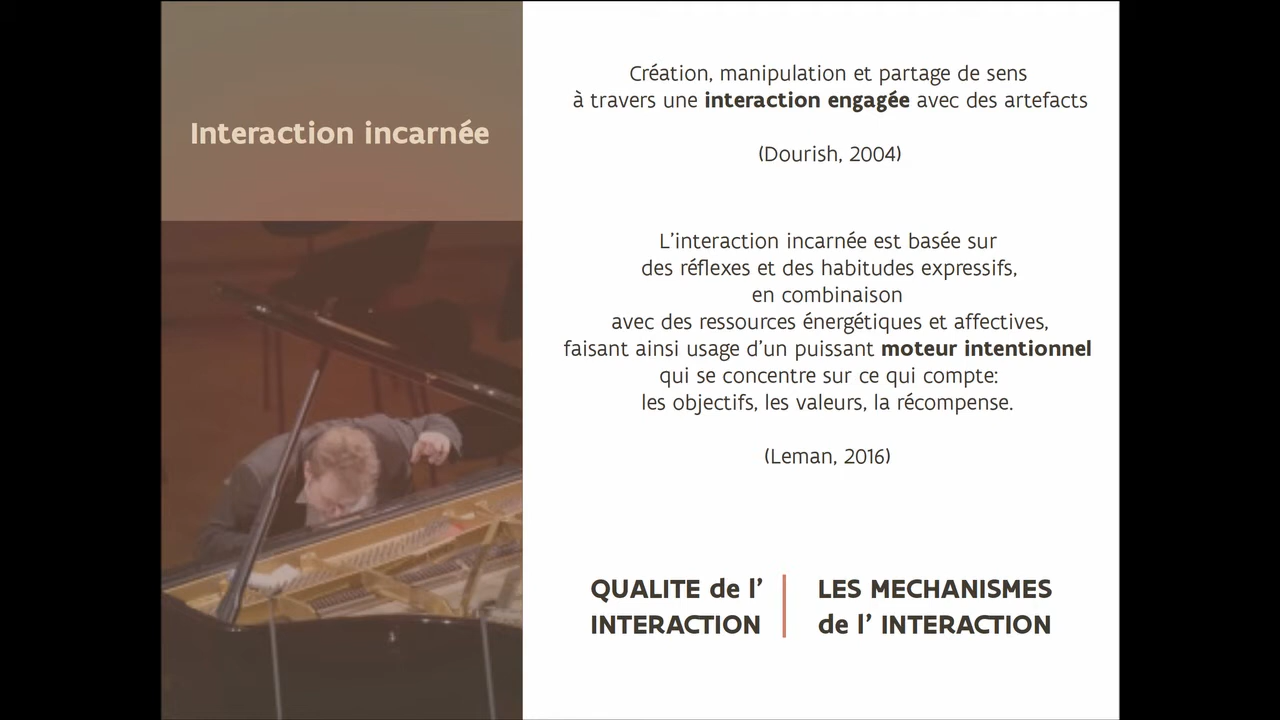 Interaction incarnée
Création, manipulation et partage de sens
à travers une interaction engagée avec des artefacts
(Dourish, 2004)
L'interaction incarnée est basée sur
des réflexes et des habitudes expressifs,
en combinaison
avec des ressources énergétiques et affectives,
faisant ainsi usage d'un puissant moteur intentionnel
qui se concentre sur ce qui compte:
les objectifs, les valeurs, la récompense.
(Leman, 2016)
QUALITE de l'
INTERACTION
LES MECHANISMES
de l' INTERACTION